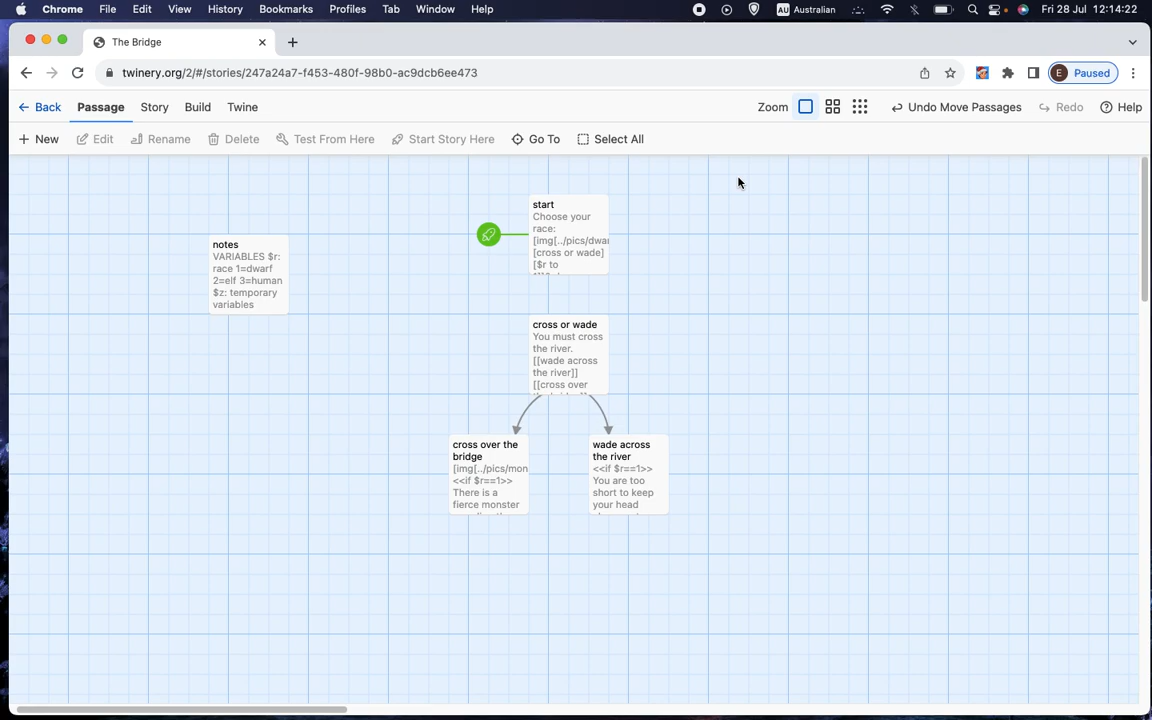 Chrome File Edit View History Bookmarks Profiles Tab Window Help AU Australian Fri 28 Jul 12:14:22
The Bridge
twinery.org/2/#/stories/247a24a7-f453-480f-98b0-ac9dcb6ee473 E Paused
Back Passage Story Build Twine Zoom Undo Move Passages Redo Help
New Edit Rename Delete Test From Here Start Story Here Go To Select All
start
Choose your
race:
[img[../pics/dwar
[cross or wade]
[$r to
notes
VARIABLES $r:
race 1=dwarf
2=elf 3=human
$z: temporary
variables
cross or wade
You must cross
the river.
[[wade across
the river]]
[[cross over
cross over the
bridge
[img[../pics/mon
<<if $r==1>>
There is a
fierce monster
wade across
the river
<<if $r==1>>
You are too
short to keep
your head